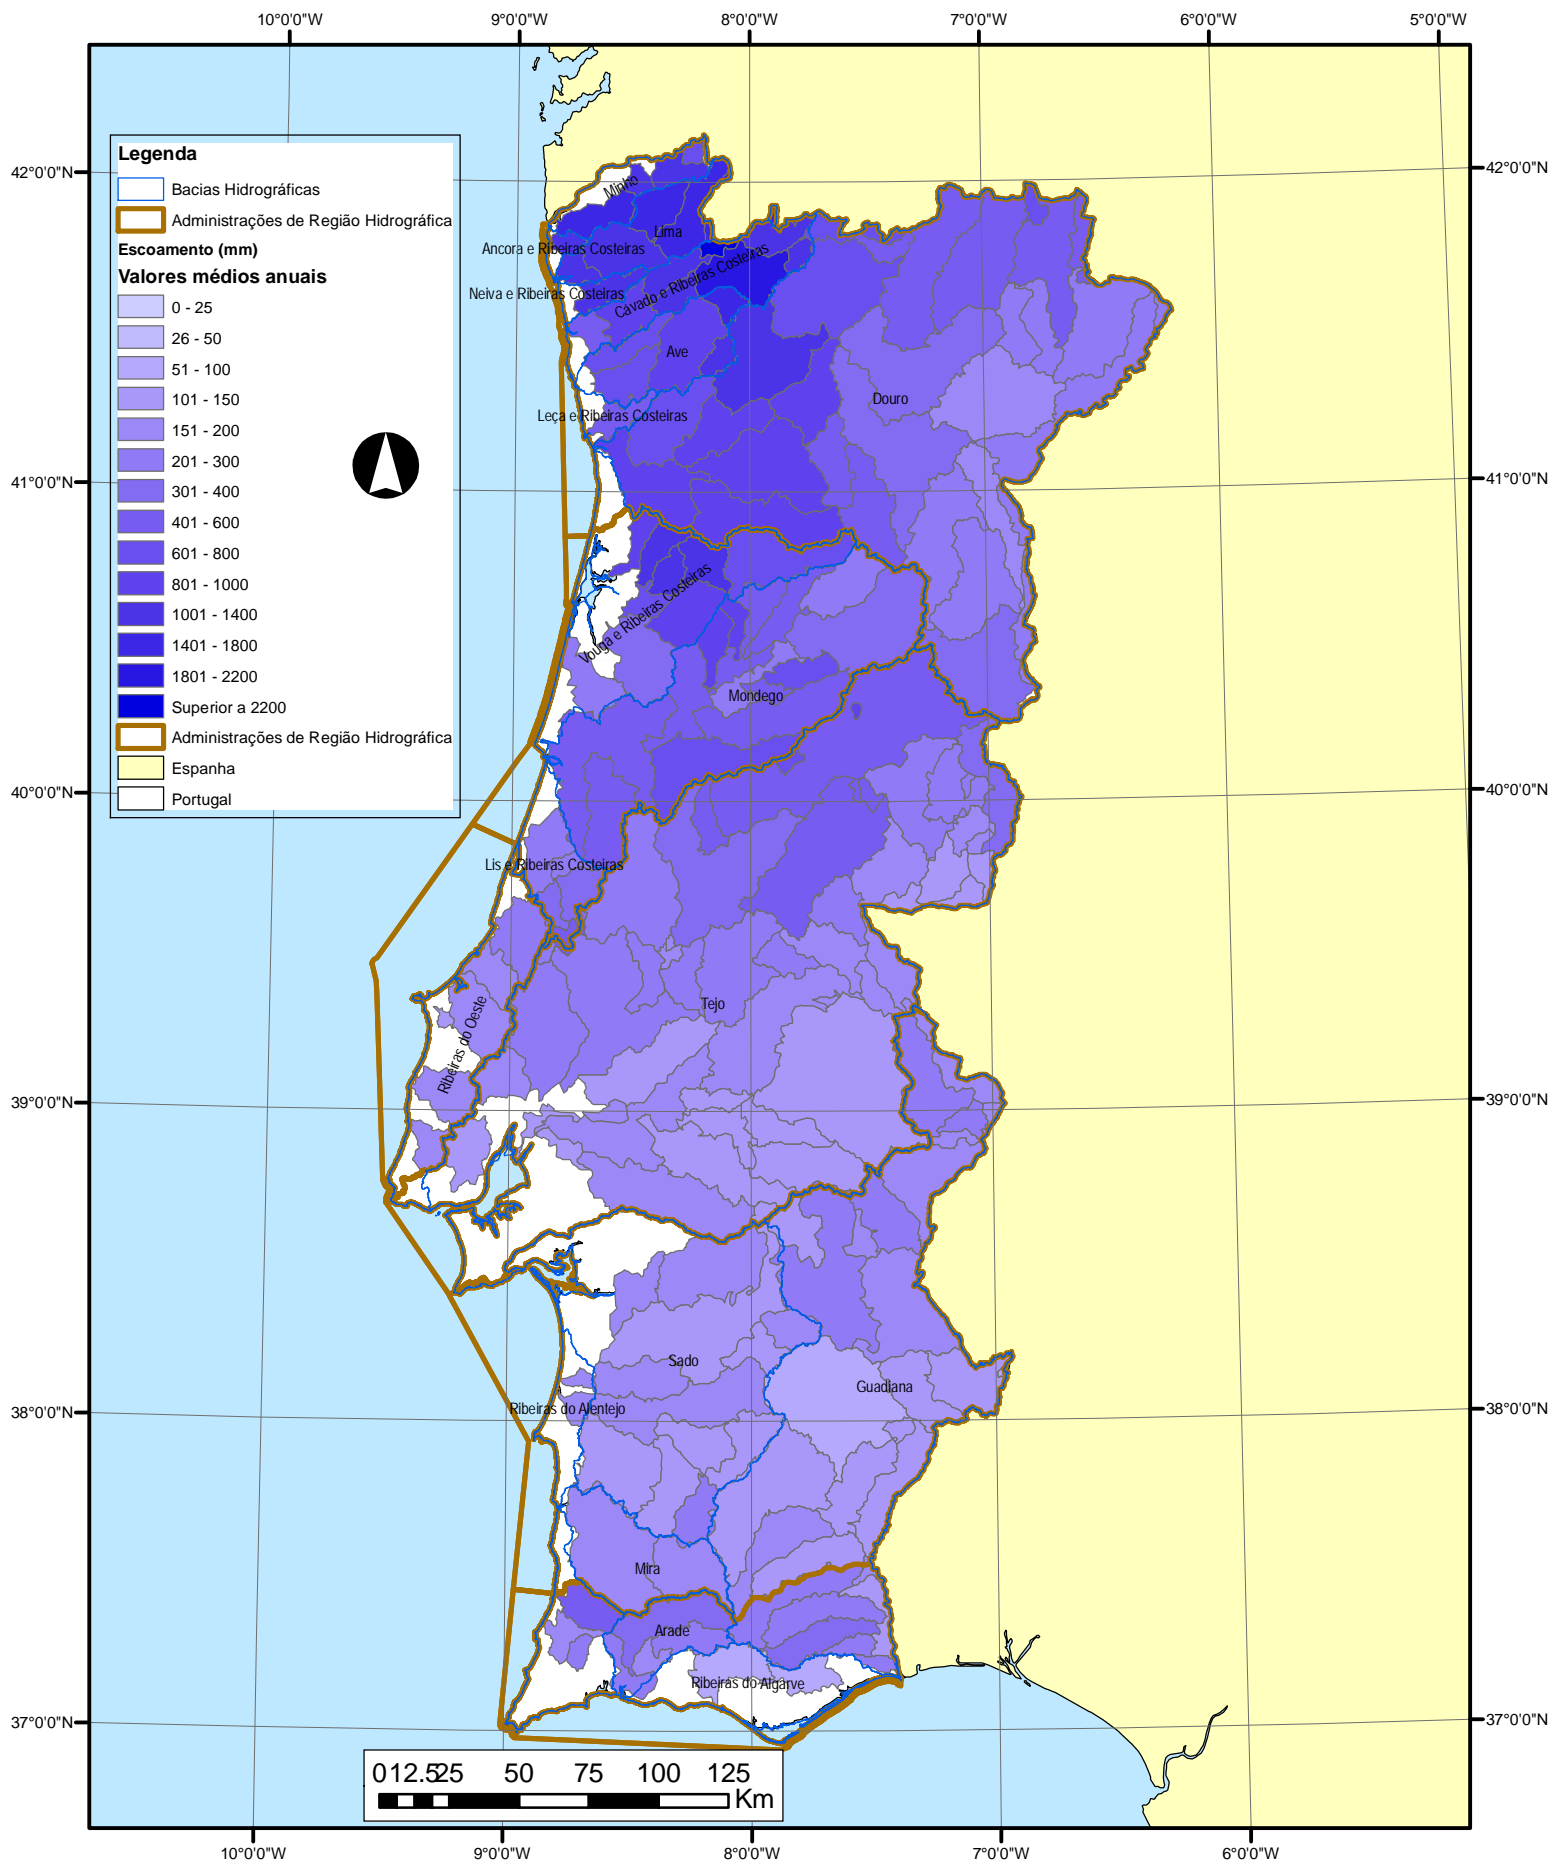 10°0'0"W 9°0'0"W 8°0'0"W 7°0'0"W 6°0'0"W 5°0'0"W
Legenda
Bacias Hidrográficas
Administrações de Região Hidrográfica
Escoamento (mm)
Valores médios anuais
0 - 25
26 - 50
51 - 100
101 - 150
151 - 200
201 - 300
301 - 400
401 - 600
601 - 800
801 - 1000
1001 - 1400
1401 - 1800
1801 - 2200
Superior a 2200
Administrações de Região Hidrográfica
Espanha
Portugal
42°0'0"N
41°0'0"N
40°0'0"N
39°0'0"N
38°0'0"N
37°0'0"N
42°0'0"N
41°0'0"N
40°0'0"N
39°0'0"N
38°0'0"N
37°0'0"N
Minho
Lima
Ancora e Ribeiras Costeiras
Cávado e Ribeiras Costeiras
Neiva e Ribeiras Costeiras
Ave
Douro
Leça e Ribeiras Costeiras
Vouga e Ribeiras Costeiras
Mondego
Lis e Ribeiras Costeiras
Tejo
Ribeiras do Oeste
Sado
Guadiana
Ribeiras do Alentejo
Mira
Arade
Ribeiras do Algarve
0 12.5 25 50 75 100 125
Km
10°0'0"W 9°0'0"W 8°0'0"W 7°0'0"W 6°0'0"W